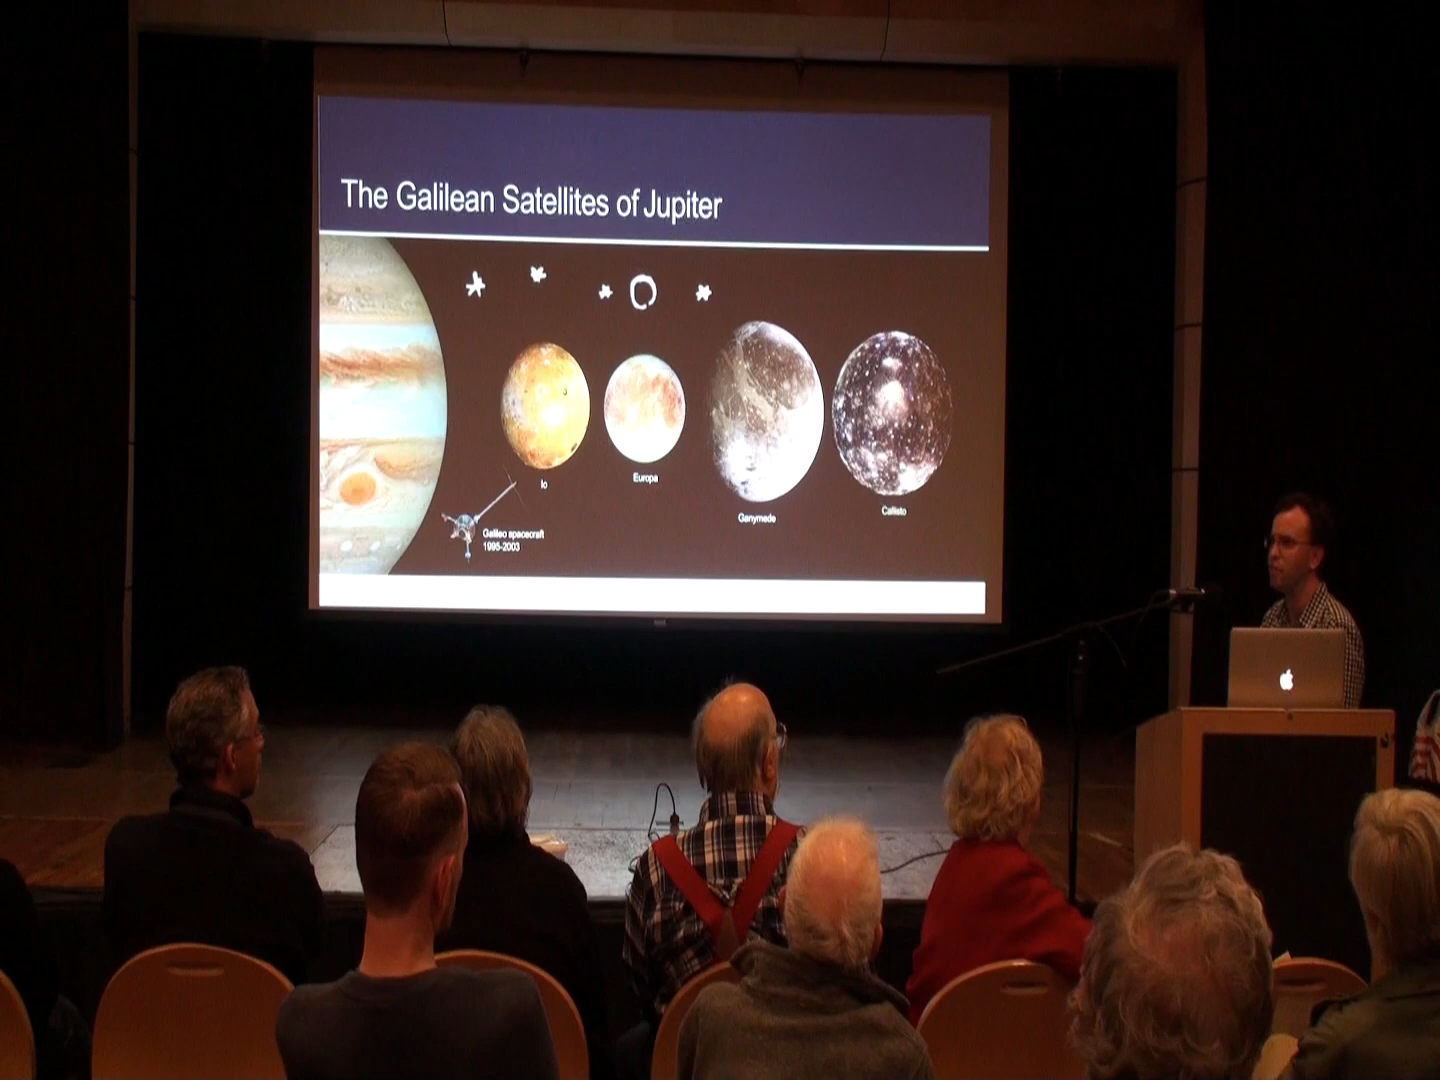 The Galilean Satellites of Jupiter
Io
Europa
Ganymede
Callisto
Galileo spacecraft
1995-2003